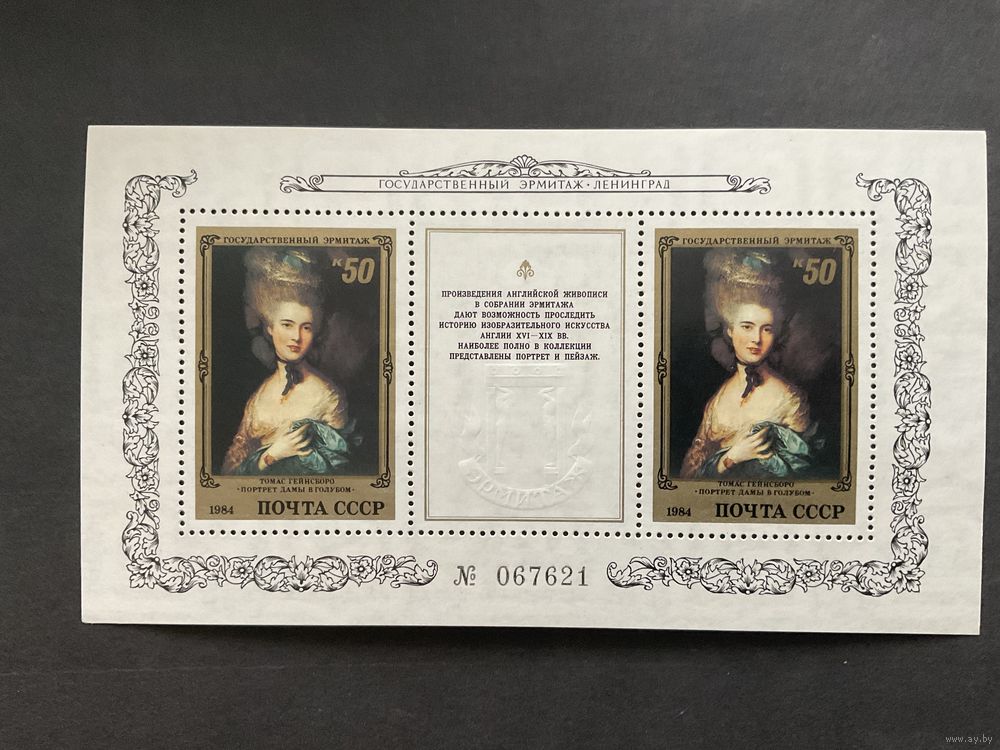 ГОСУДАРСТВЕННЫЙ ЭРМИТАЖ · ЛЕНИНГРАД
ГОСУДАРСТВЕННЫЙ ЭРМИТАЖ
К50
ТОМАС ГЕЙНСБОРО
·ПОРТРЕТ ДАМЫ В ГОЛУБОМ·
1984 ПОЧТА СССР
ПРОИЗВЕДЕНИЯ АНГЛИЙСКОЙ ЖИВОПИСИ
В СОБРАНИИ ЭРМИТАЖА
ДАЮТ ВОЗМОЖНОСТЬ ПРОСЛЕДИТЬ
ИСТОРИЮ ИЗОБРАЗИТЕЛЬНОГО ИСКУССТВА
АНГЛИИ XVI—XIX ВВ.
НАИБОЛЕЕ ПОЛНО В КОЛЛЕКЦИИ
ПРЕДСТАВЛЕНЫ ПОРТРЕТ И ПЕЙЗАЖ.
ЭРМИТАЖ
ГОСУДАРСТВЕННЫЙ ЭРМИТАЖ
К50
ТОМАС ГЕЙНСБОРО
·ПОРТРЕТ ДАМЫ В ГОЛУБОМ·
1984 ПОЧТА СССР
№ 067621
www.ay.by